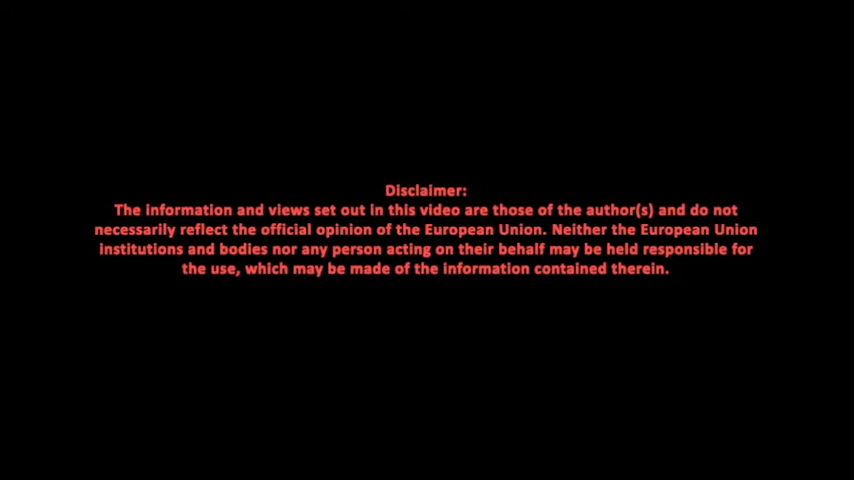 Disclaimer:
The information and views set out in this video are those of the author(s) and do not
necessarily reflect the official opinion of the European Union. Neither the European Union
institutions and bodies nor any person acting on their behalf may be held responsible for
the use, which may be made of the information contained therein.